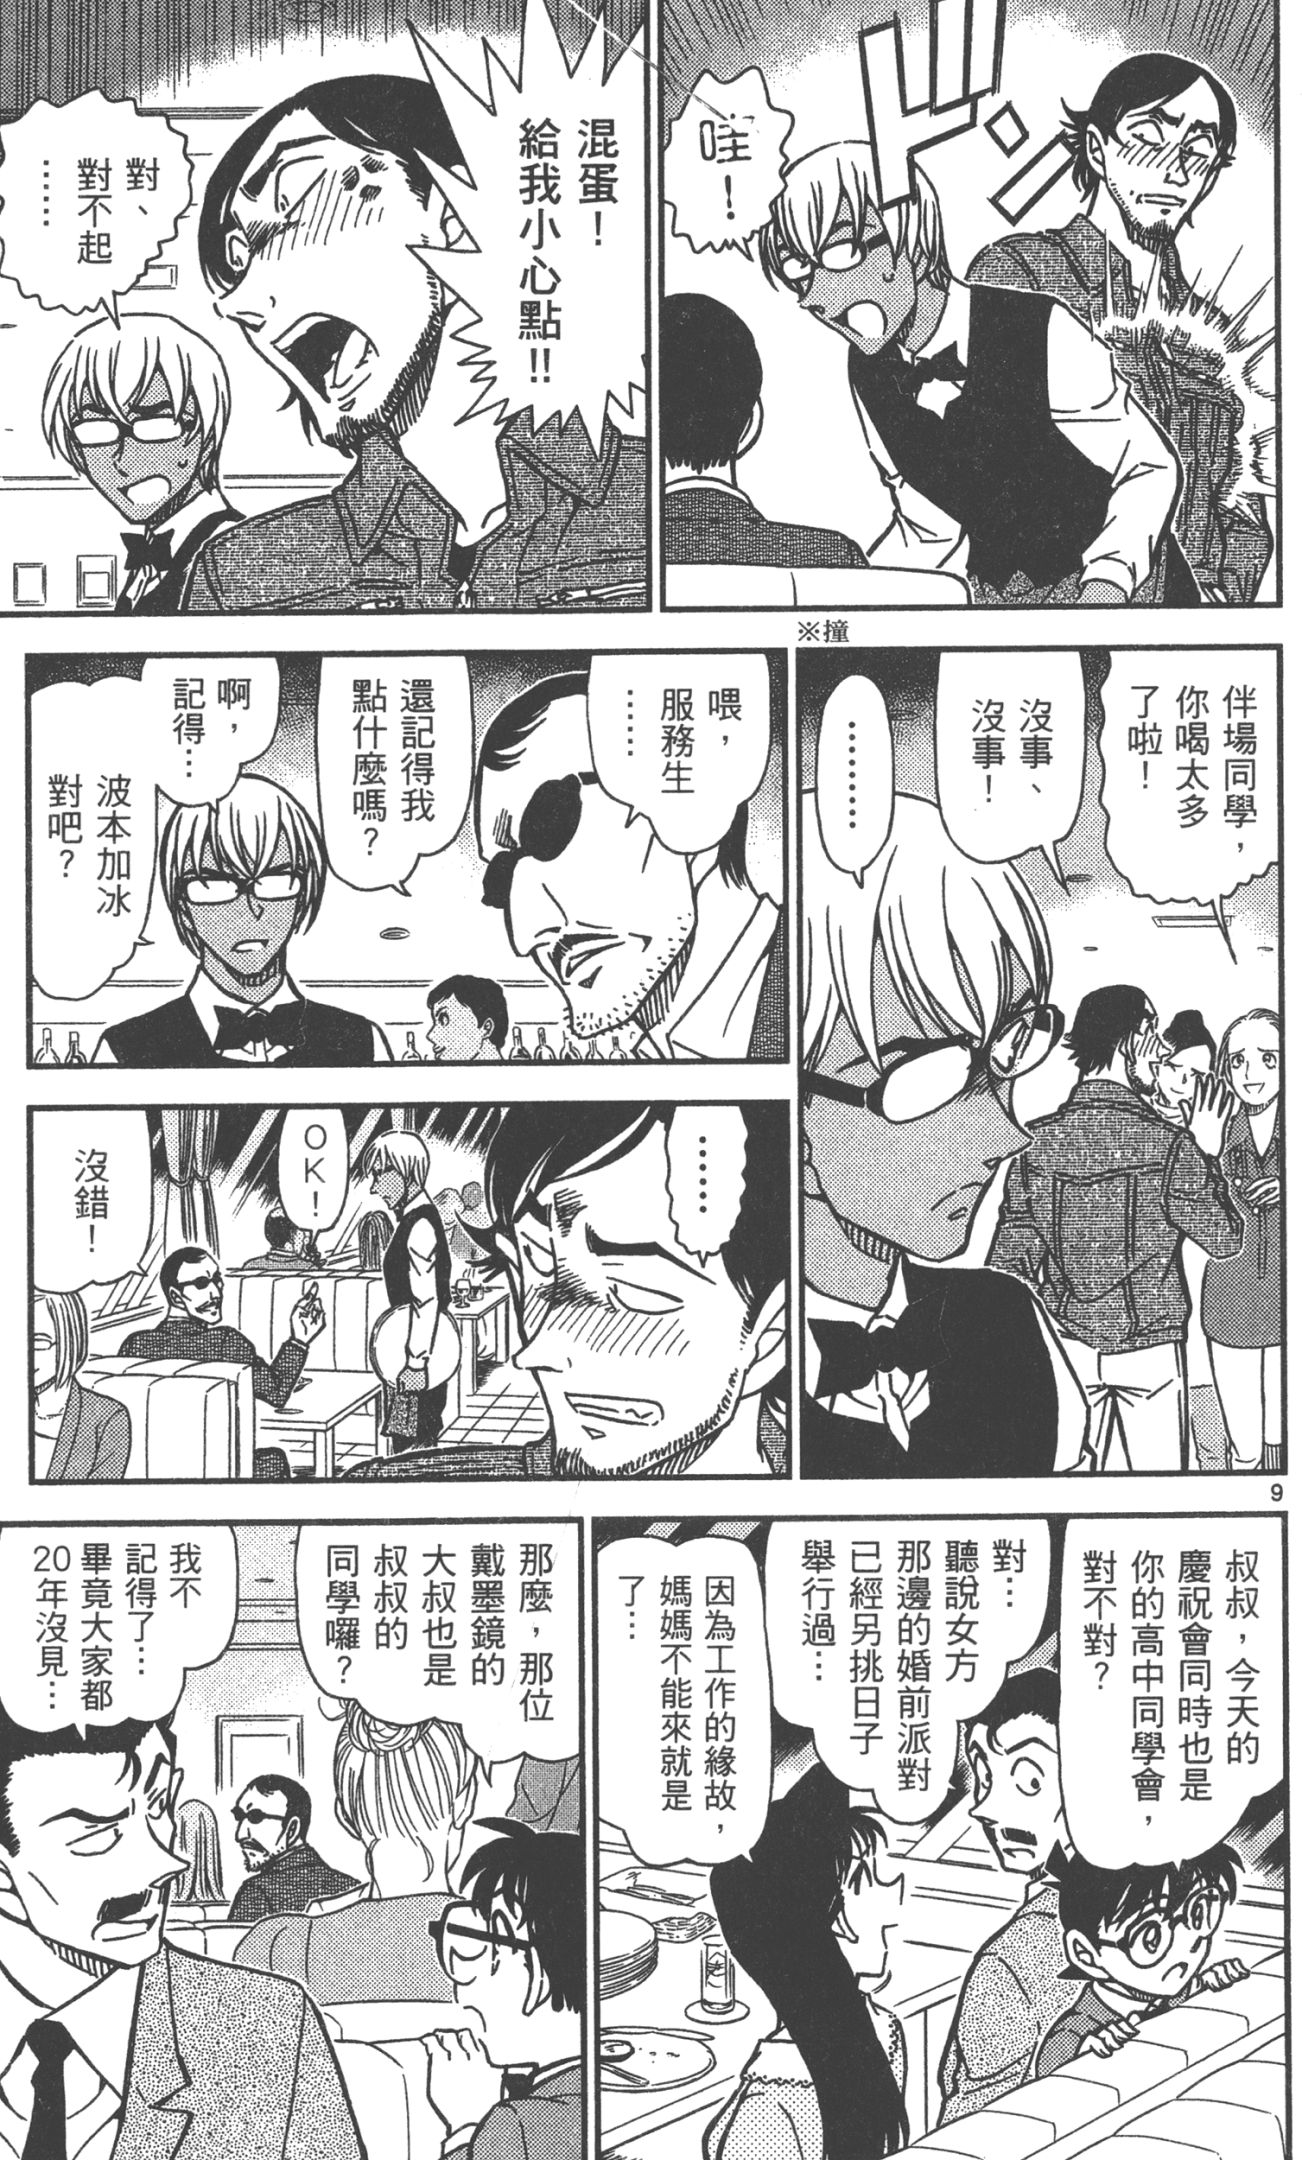 ドン
哇！
※撞
混蛋！
給我小心點!!
對、
對不起
……
伴場同學，
你喝太多
了啦！
沒事、
沒事！
………
喂，
服務生
……
還記得我
點什麼嗎？
啊，
記得…
波本加冰
對吧？
……
OK！
沒錯！
9
叔叔，今天的
慶祝會同時也是
你的高中同學會，
對不對？
對…
聽說女方
那邊的婚前派對
已經另挑日子
舉行過…
因為工作的緣故，
媽媽不能來就是
了…
那麼，那位
戴墨鏡的
大叔也是
叔叔的
同學囉？
我不
記得了…
畢竟大家都
20年沒見…